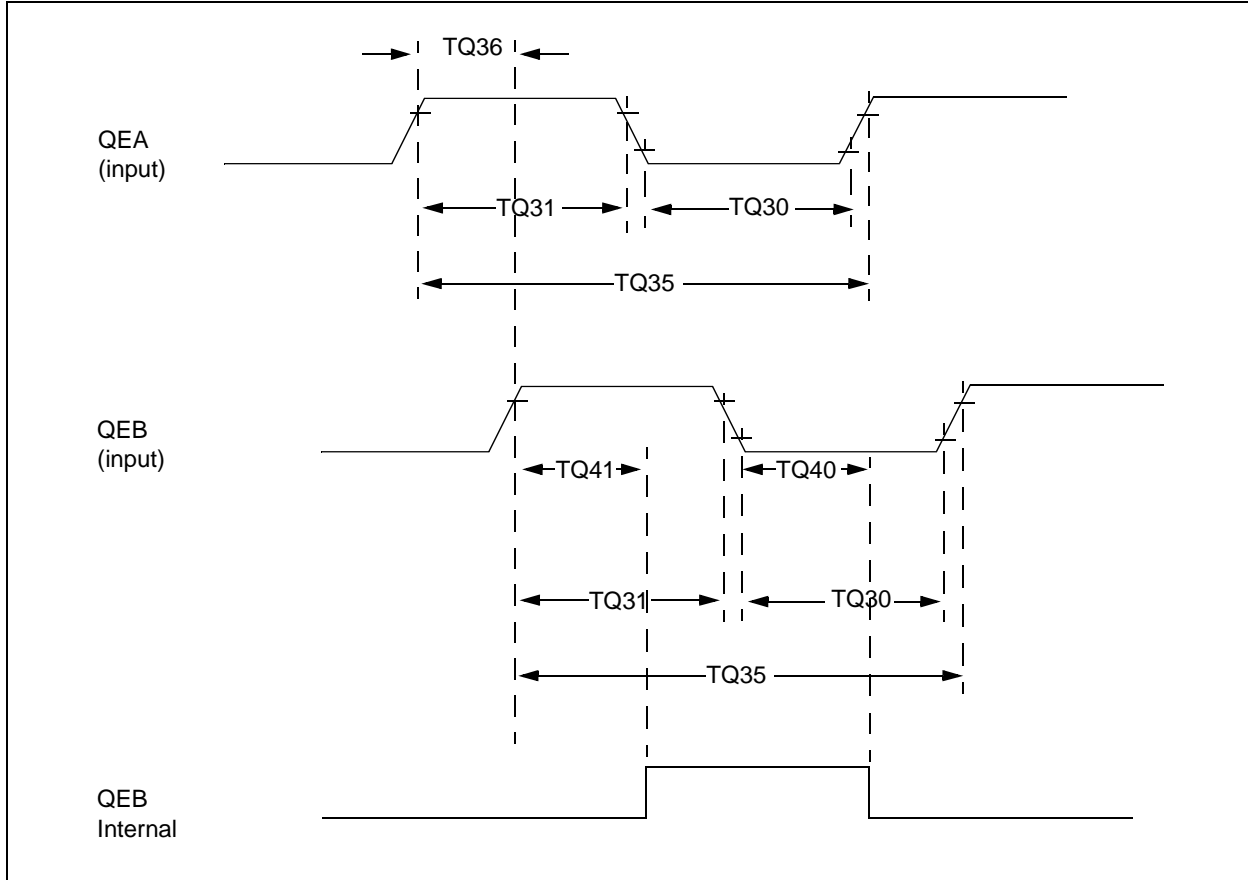 TQ36
QEA
(input)
TQ31
TQ30
TQ35
QEB
(input)
TQ41
TQ40
TQ31
TQ30
TQ35
QEB
Internal